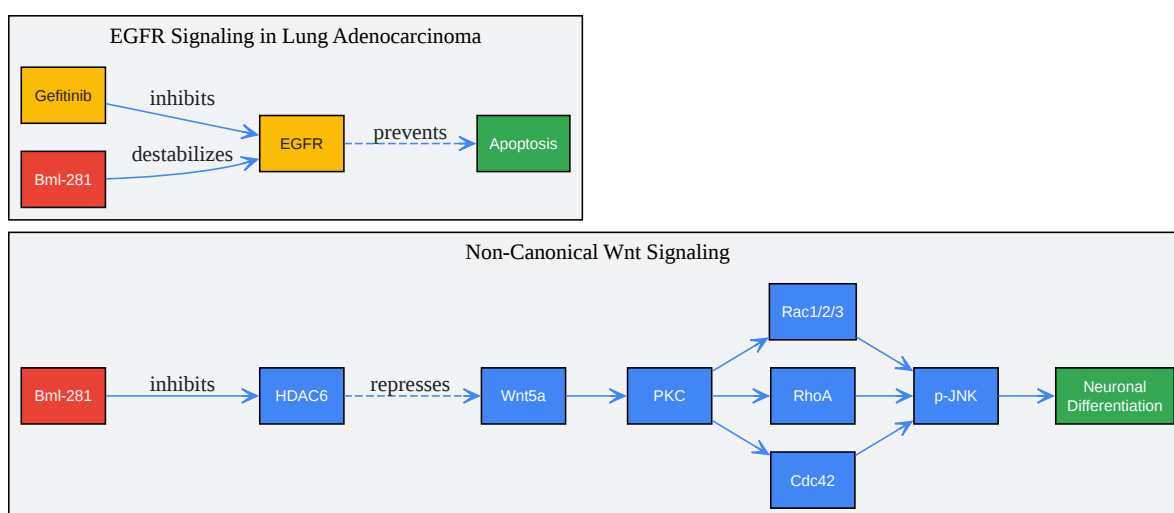 EGFR Signaling in Lung Adenocarcinoma
Gefitinib
inhibits
EGFR
prevents
Apoptosis
destabilizes
Bml-281
Non-Canonical Wnt Signaling
Rac1/2/3
Bml-281
inhibits
HDAC6
represses
Wnt5a
PKC
RhoA
p-JNK
Neuronal
Differentiation
Cdc42